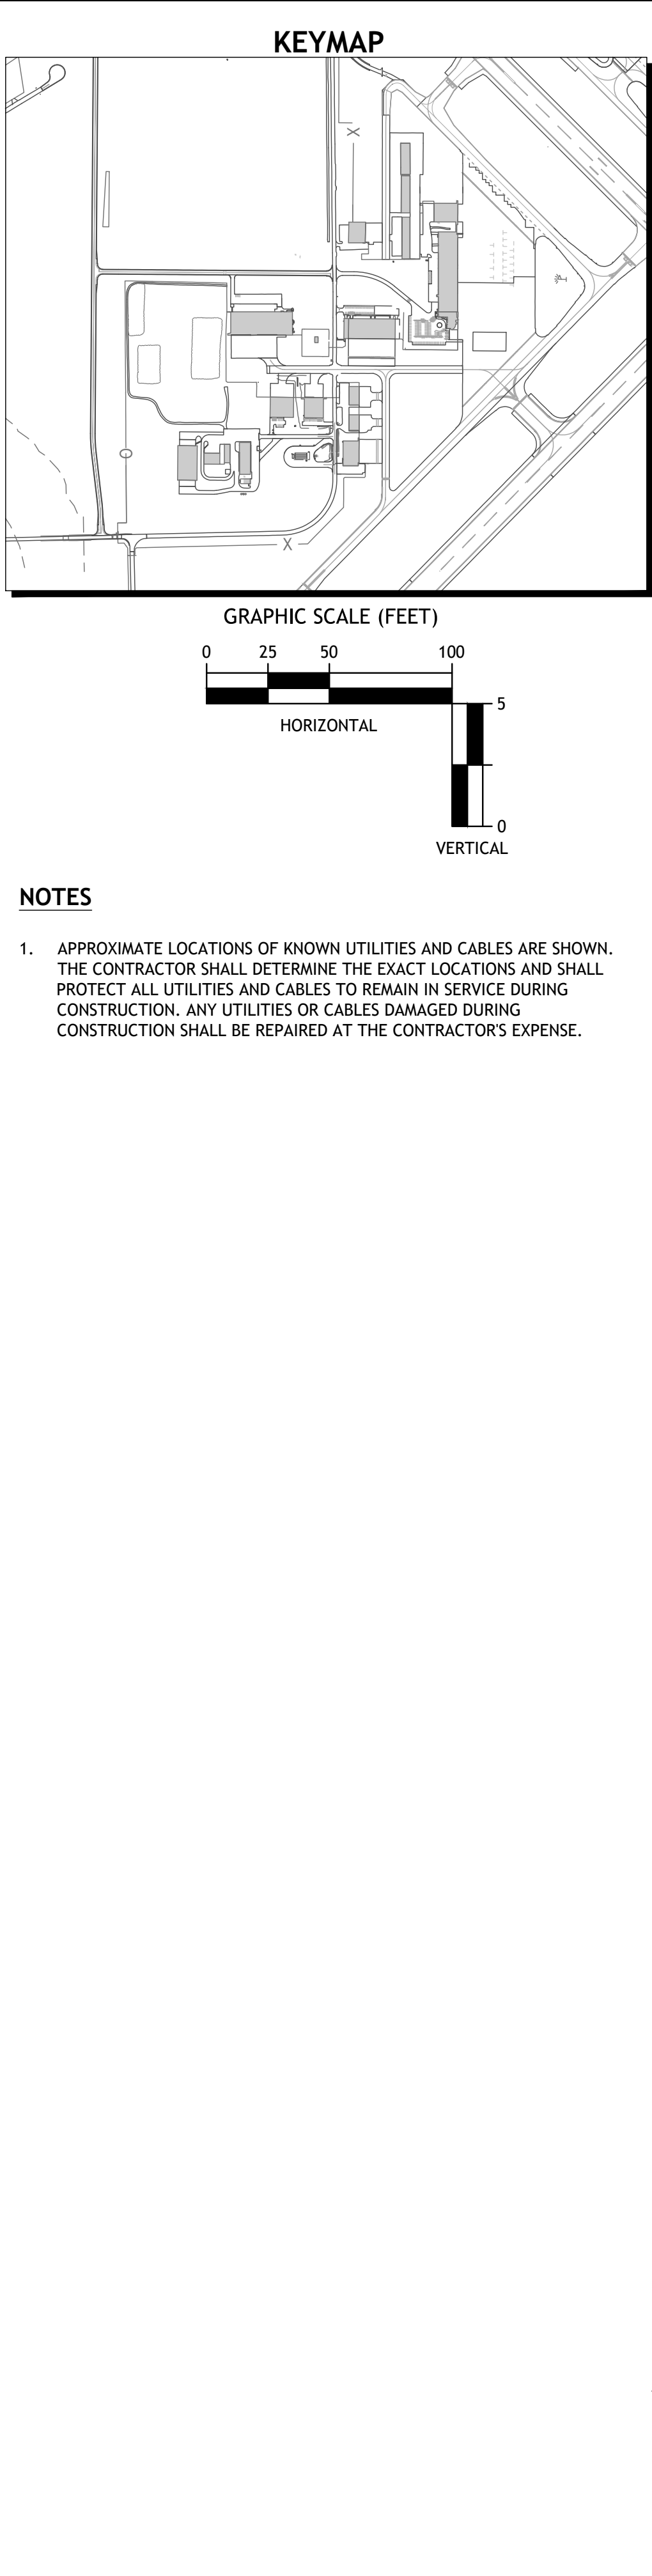 KEYMAP
X
X
GRAPHIC SCALE (FEET)
0 25 50 100
HORIZONTAL
5
0
VERTICAL
NOTES
1. APPROXIMATE LOCATIONS OF KNOWN UTILITIES AND CABLES ARE SHOWN.
THE CONTRACTOR SHALL DETERMINE THE EXACT LOCATIONS AND SHALL
PROTECT ALL UTILITIES AND CABLES TO REMAIN IN SERVICE DURING
CONSTRUCTION. ANY UTILITIES OR CABLES DAMAGED DURING
CONSTRUCTION SHALL BE REPAIRED AT THE CONTRACTOR'S EXPENSE.